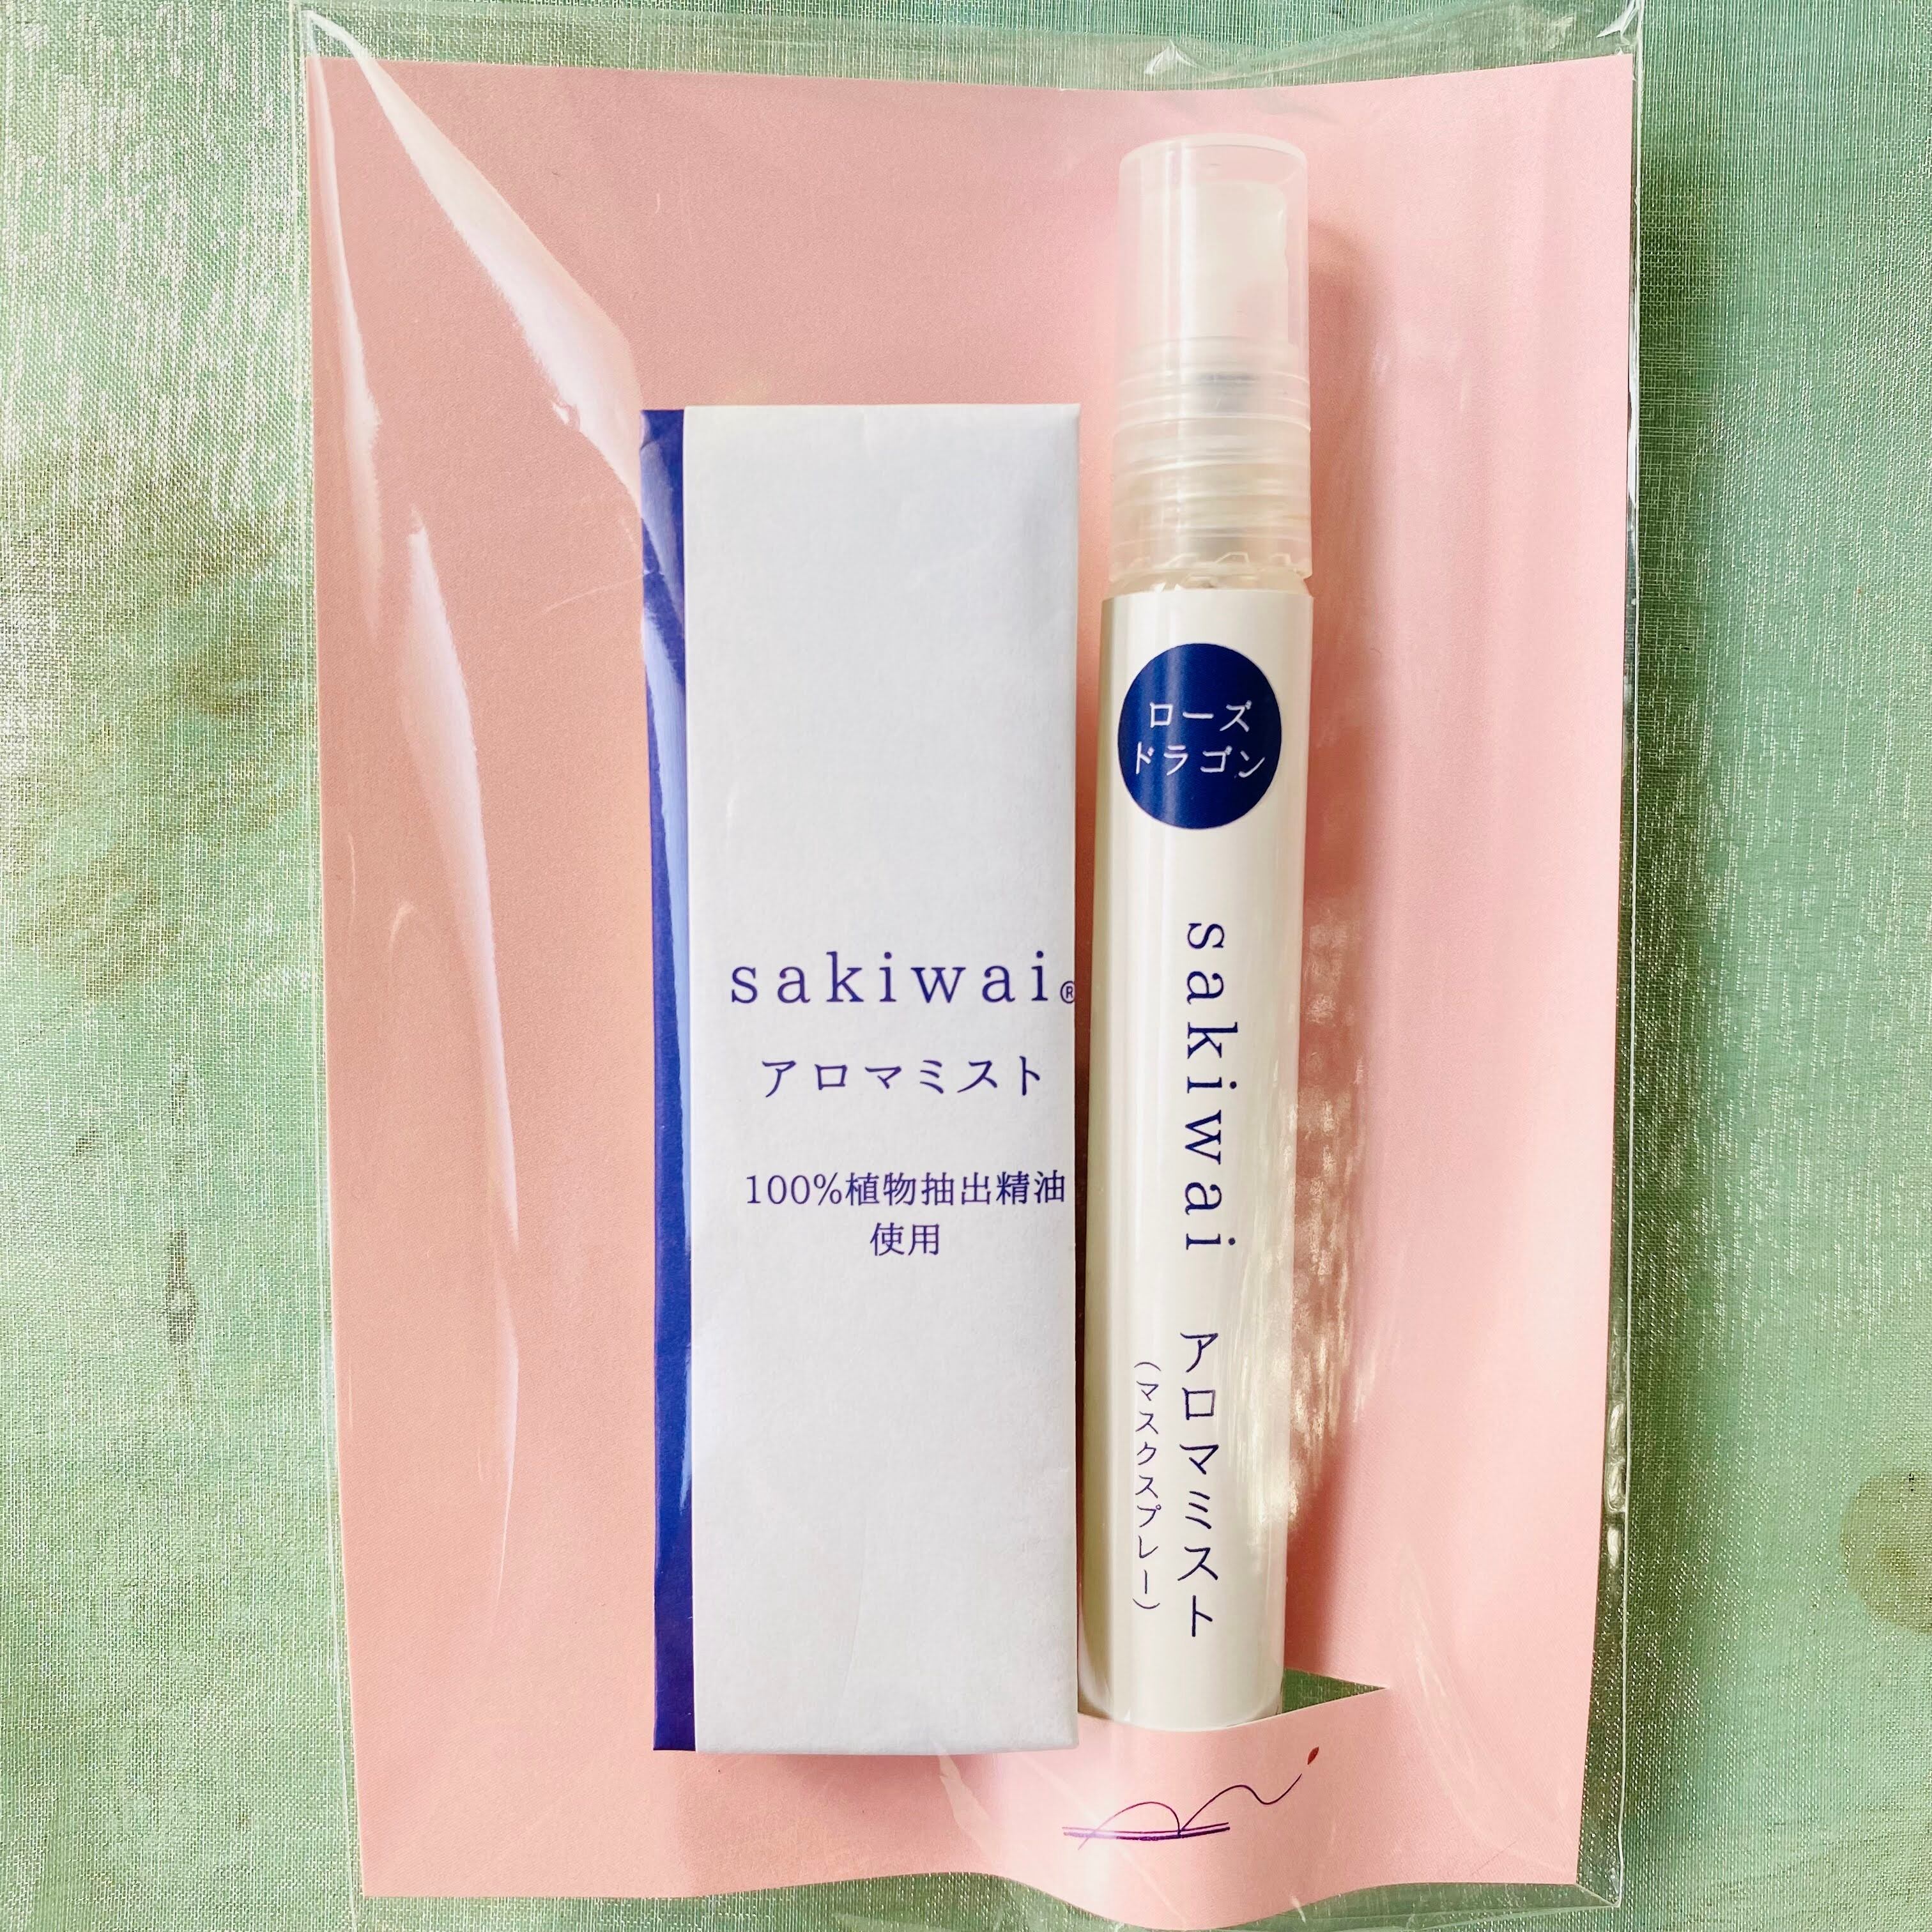 sakiwai®
アロマミスト
100%植物抽出精油
使用
ローズ
ドラゴン
sakiwai アロマミスト
(マスクスプレー)